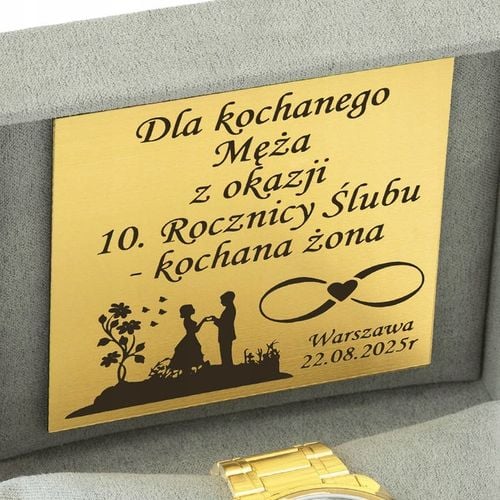 Dla kochanego
Męża
z okazji
10. Rocznicy Ślubu
- kochana żona
Warszawa
22.08.2025r